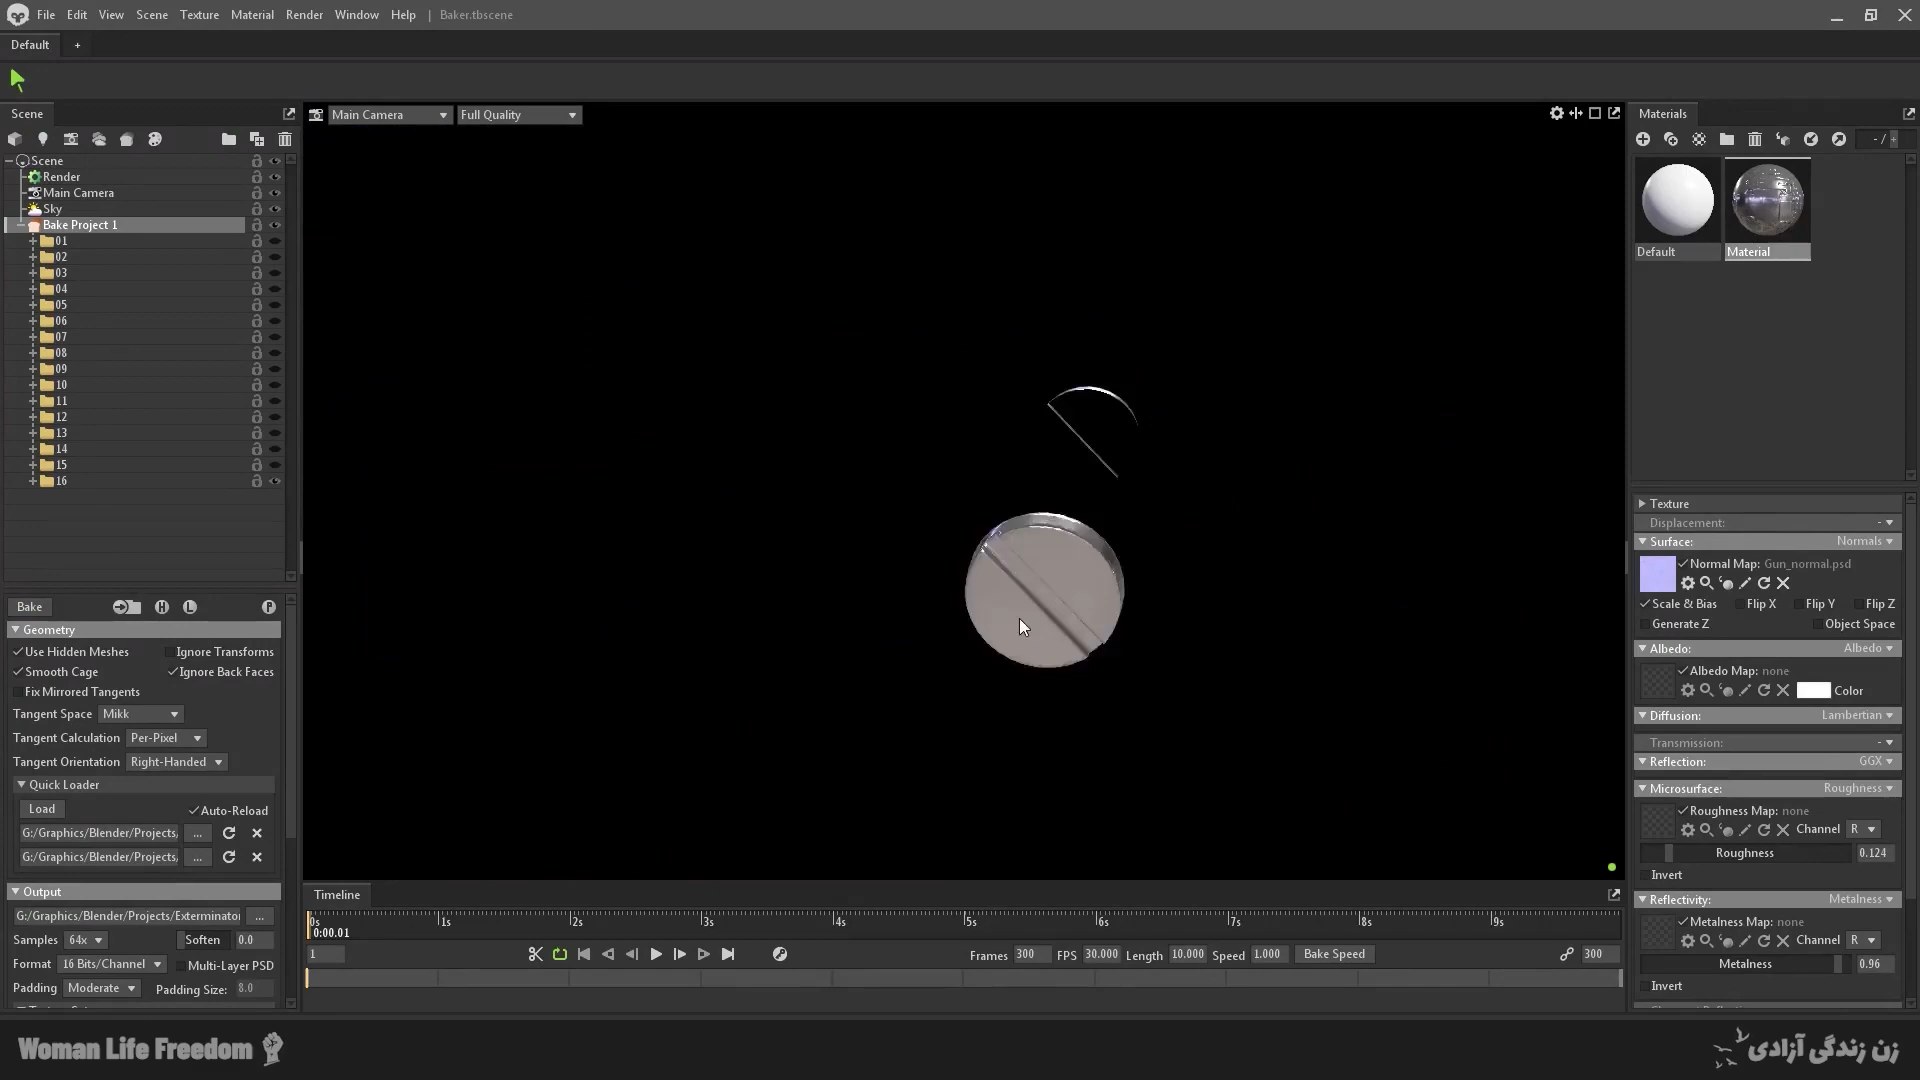 File Edit View Scene Texture Material Render Window Help | Baker.tbscene
Default +
Scene
Main Camera
Full Quality
Materials
- / +
Scene
Render
Main Camera
Sky
Bake Project 1
01
02
03
04
05
06
07
08
09
10
11
12
13
14
15
16
Default
Material
Bake
H
L
P
Geometry
Use Hidden Meshes
Ignore Transforms
Smooth Cage
Ignore Back Faces
Fix Mirrored Tangents
Tangent Space Mikk
Tangent Calculation Per-Pixel
Tangent Orientation Right-Handed
Quick Loader
Load
Auto-Reload
G:/Graphics/Blender/Projects/ ...
G:/Graphics/Blender/Projects/ ...
Output
G:/Graphics/Blender/Projects/Exterminator ...
Samples 64x
Soften 0.0
Format 16 Bits/Channel
Multi-Layer PSD
Padding Moderate
Padding Size: 8.0
Timeline
0s 1s 2s 3s 4s 5s 6s 7s 8s 9s
0:00.01
1
Frames 300 FPS 30.000 Length 10.000 Speed 1.000 Bake Speed
300
Texture
Displacement: -
Surface: Normals
Normal Map: Gun_normal.psd
Scale & Bias Flip X Flip Y Flip Z
Generate Z Object Space
Albedo: Albedo
Albedo Map: none
Color
Diffusion: Lambertian
Transmission: -
Reflection: GGX
Microsurface: Roughness
Roughness Map: none
Channel R
Roughness 0.124
Invert
Reflectivity: Metalness
Metalness Map: none
Channel R
Metalness 0.96
Invert
Woman Life Freedom
زن زندگی آزادی